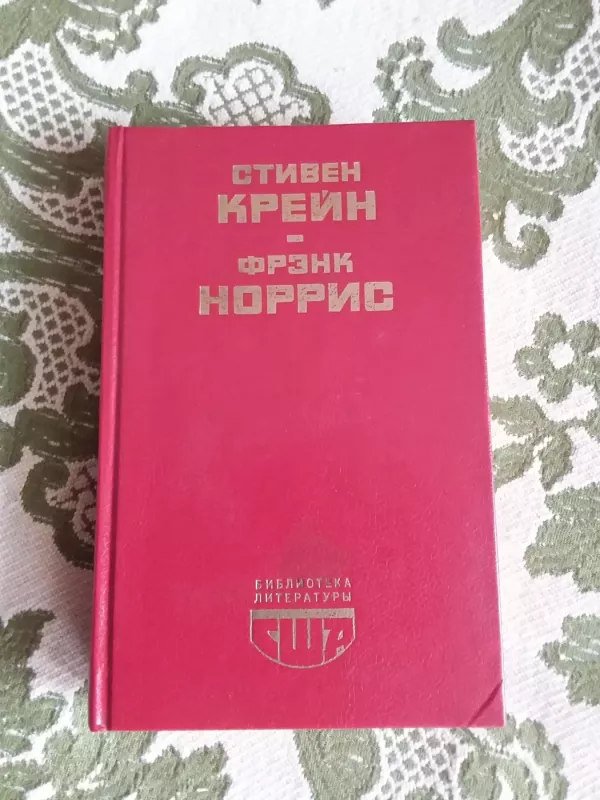 СТИВЕН
КРЕЙН
-
ФРЭНК
НОРРИС
БИБЛИОТЕКА
ЛИТЕРАТУРЫ
США